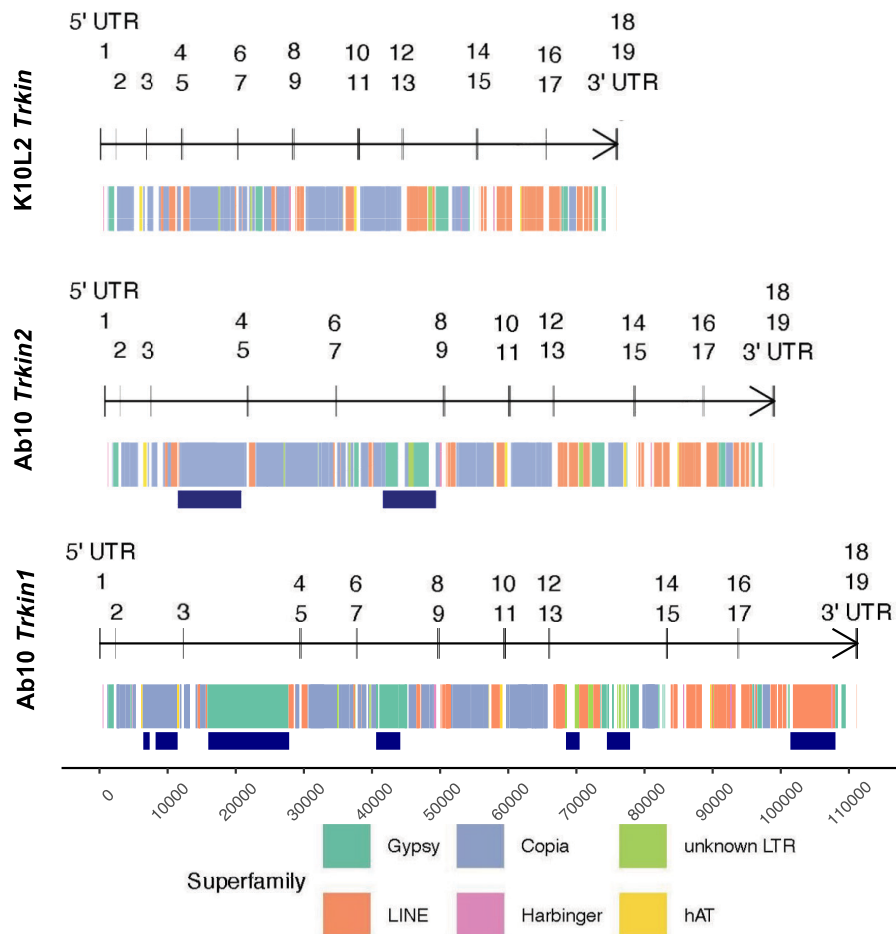 K10L2 Trkin
5' UTR 18
1 4 6 8 10 12 14 16 19
2 3 5 7 9 11 13 15 17 3' UTR
Ab10 Trkin2
5' UTR 18
1 4 6 8 10 12 14 16 19
2 3 5 7 9 11 13 15 17 3' UTR
Ab10 Trkin1
5' UTR 18
1 4 6 8 10 12 14 16 19
2 3 5 7 9 11 13 15 17 3' UTR
0 10000 20000 30000 40000 50000 60000 70000 80000 90000 100000 110000
Superfamily
Gypsy Copia unknown LTR
LINE Harbinger hAT